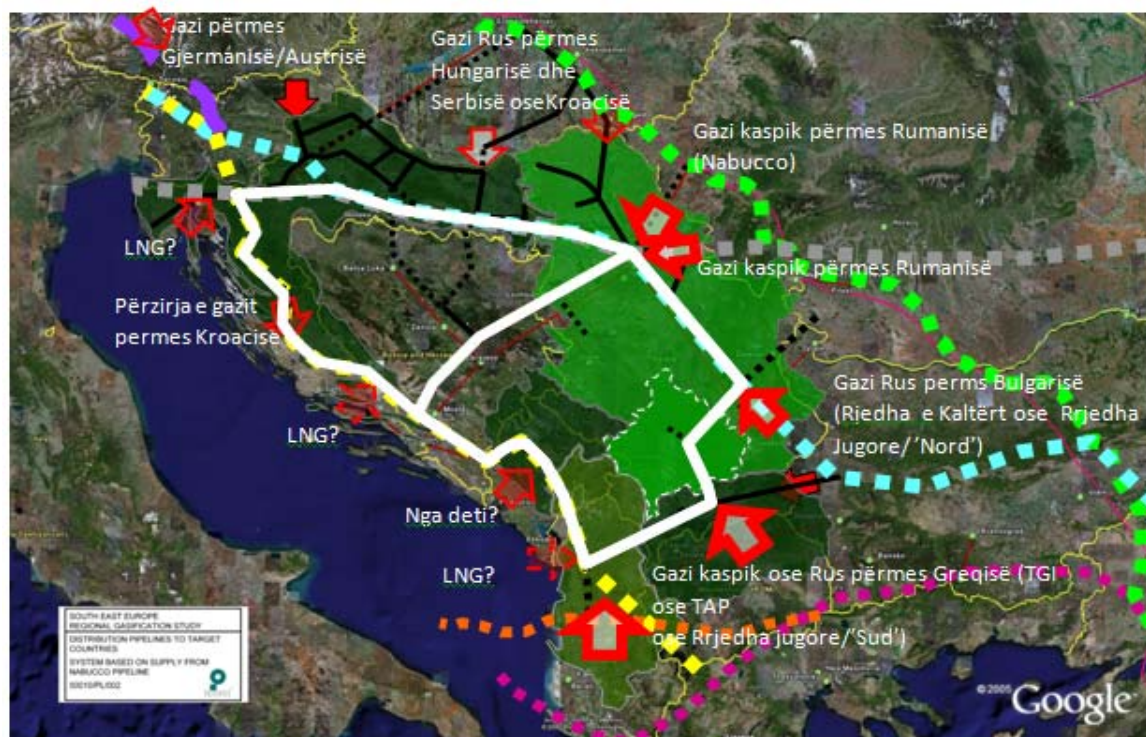 Gazi përmes
Gjermanisë/Austrisë
Gazi Rus përmes
Hungarisë dhe
Serbisë oseKroacisë
Gazi kaspik përmes Rumanisë
(Nabucco)
LNG?
Gazi kaspik përmes Rumanisë
Përzirja e gazit
permes Kroacisë
Gazi Rus perms Bulgarisë
(Rjedha e Kaltërt ose Rrjedha
Jugore/'Nord')
LNG?
Nga deti?
LNG?
Gazi kaspik ose Rus përmes Greqisë (TGI
ose TAP
ose Rrjedha jugore/'Sud')
SOUTH EAST EUROPE
REGIONAL GASIFICATION STUDY
DISTRIBUTION PIPELINES TO TARGET
COUNTRIES
SYSTEM BASED ON SUPPLY FROM
NABUCCO PIPELINE
© 2005 Google